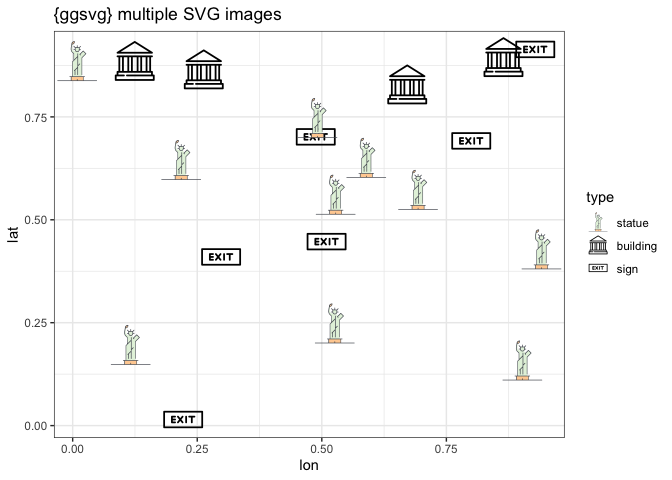 {ggsvg} multiple SVG images
EXIT
0.75
EXIT
EXIT
type
statue
building
EXIT sign
lat
0.50
EXIT
EXIT
0.25
EXIT
0.00
0.00 0.25 0.50 0.75
lon